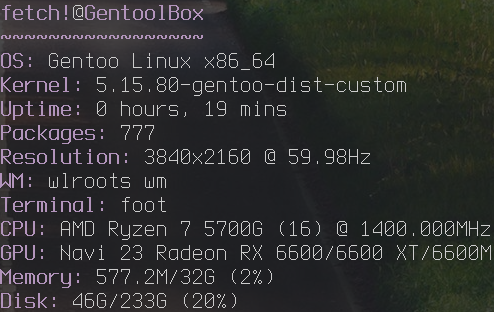 fetch!@GentoolBox
~~~~~~~~~~~~~~~~~
OS: Gentoo Linux x86_64
Kernel: 5.15.80-gentoo-dist-custom
Uptime: 0 hours, 19 mins
Packages: 777
Resolution: 3840x2160 @ 59.98Hz
WM: wlroots wm
Terminal: foot
CPU: AMD Ryzen 7 5700G (16) @ 1400.000MHz
GPU: Navi 23 Radeon RX 6600/6600 XT/6600M
Memory: 577.2M/32G (2%)
Disk: 46G/233G (20%)